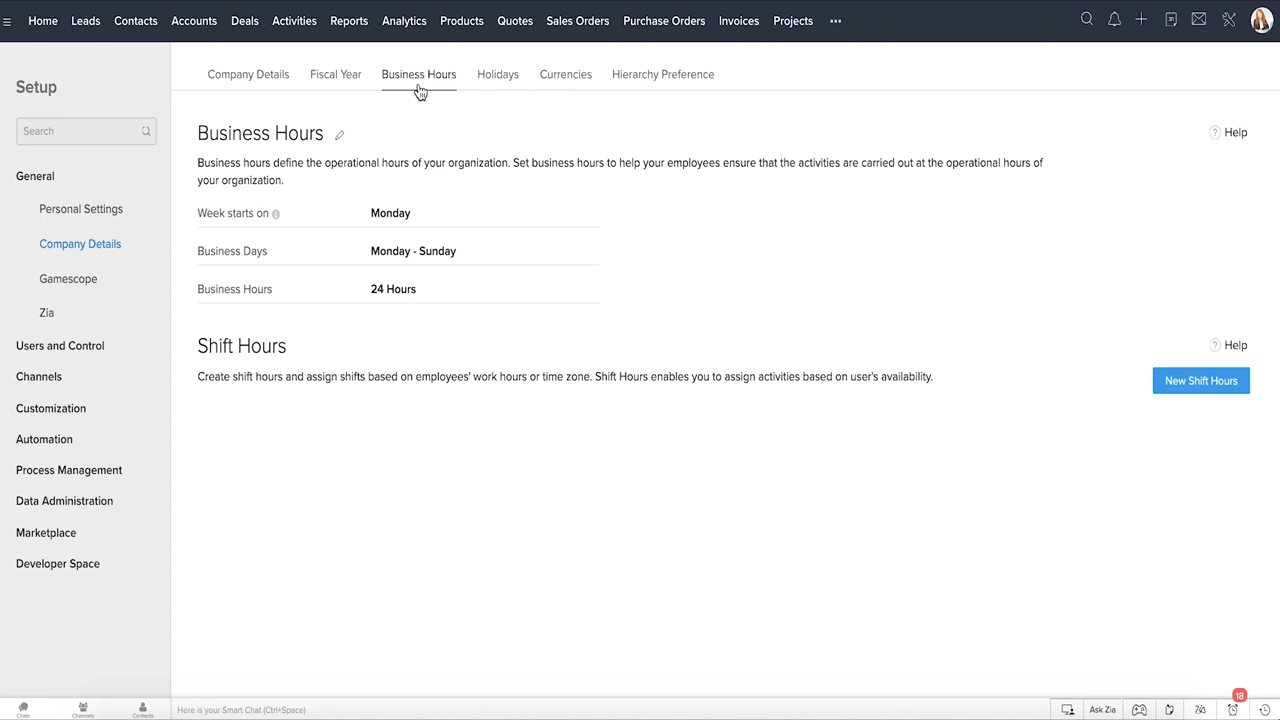 Home Leads Contacts Accounts Deals Activities Reports Analytics Products Quotes Sales Orders Purchase Orders Invoices Projects
Setup
Search
General
Personal Settings
Company Details
Gamescope
Zia
Users and Control
Channels
Customization
Automation
Process Management
Data Administration
Marketplace
Developer Space
Company Details Fiscal Year Business Hours Holidays Currencies Hierarchy Preference
Business Hours
? Help
Business hours define the operational hours of your organization. Set business hours to help your employees ensure that the activities are carried out at the operational hours of
your organization.
Week starts on Monday
Business Days Monday - Sunday
Business Hours 24 Hours
Shift Hours
? Help
Create shift hours and assign shifts based on employees' work hours or time zone. Shift Hours enables you to assign activities based on user's availability.
New Shift Hours
Chats Channels Contacts Here is your Smart Chat (Ctrl+Space) Ask Zia 18